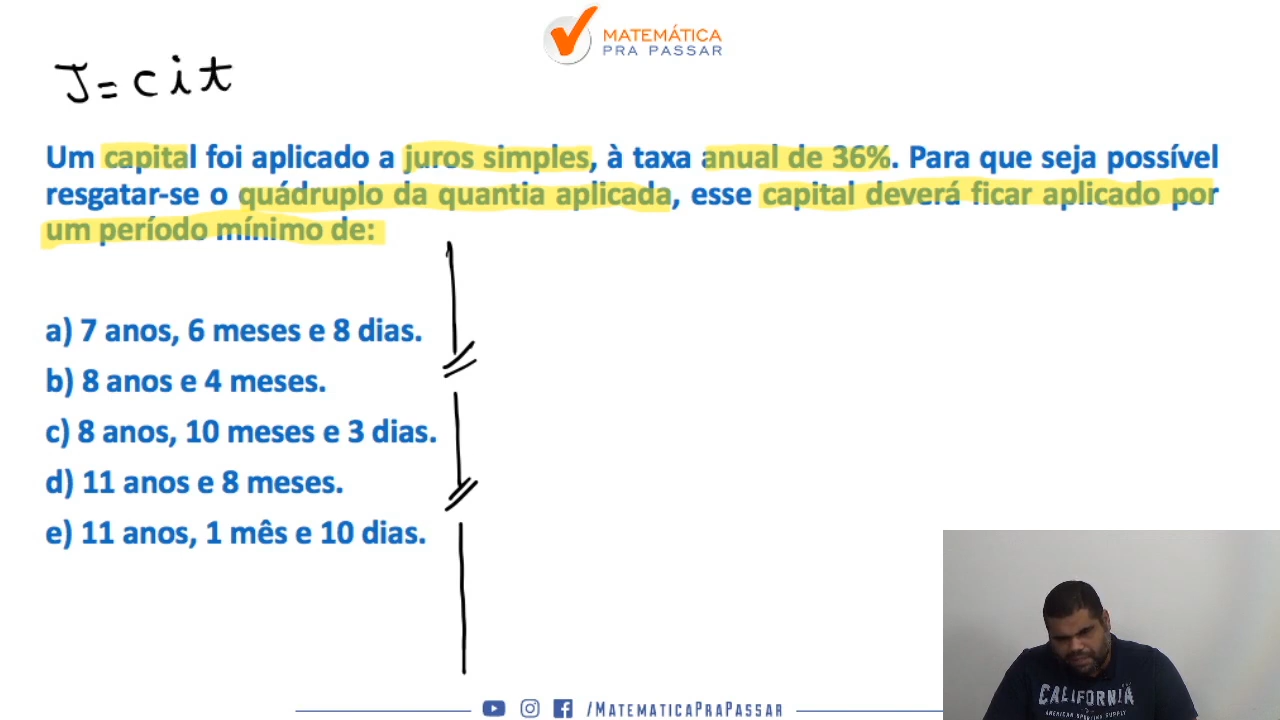 MATEMÁTICA
PRA PASSAR
J = c i t
Um capital foi aplicado a juros simples, à taxa anual de 36%. Para que seja possível
resgatar-se o quádruplo da quantia aplicada, esse capital deverá ficar aplicado por
um período mínimo de:
a) 7 anos, 6 meses e 8 dias.
b) 8 anos e 4 meses.
c) 8 anos, 10 meses e 3 dias.
d) 11 anos e 8 meses.
e) 11 anos, 1 mês e 10 dias.
CALIFORNIA
/MATEMATICAPRAPASSAR